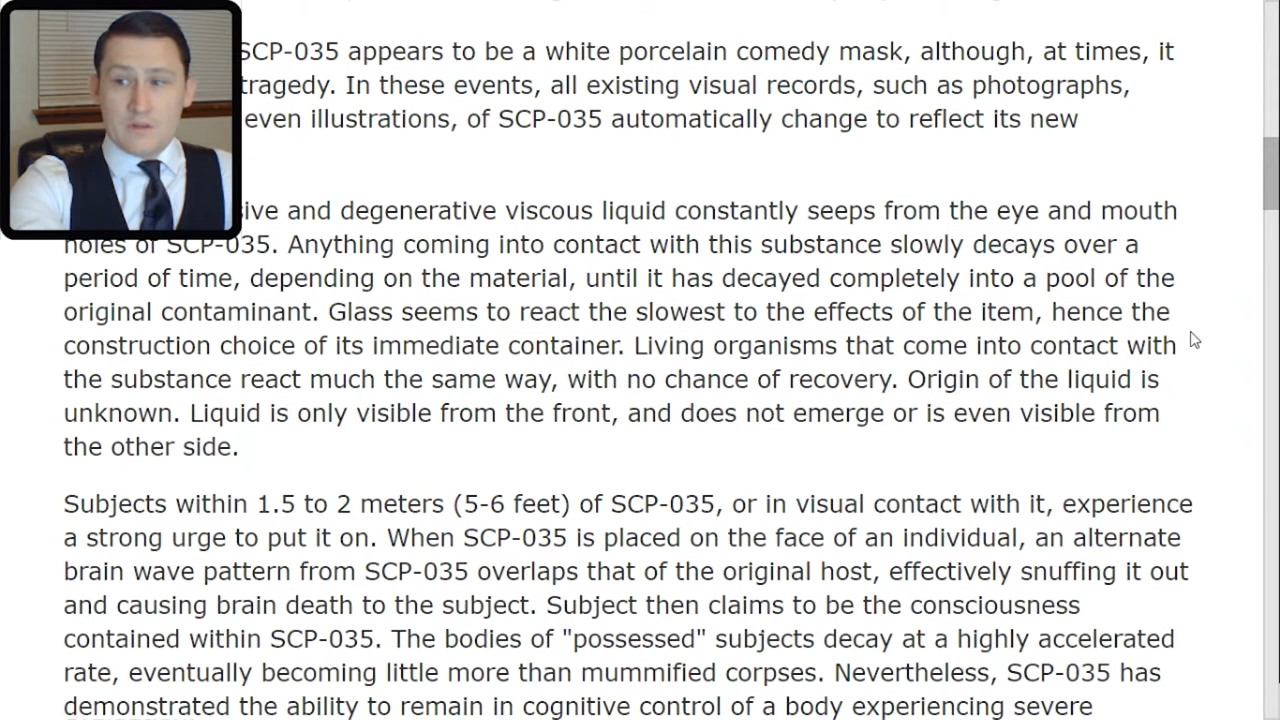 SCP-035 appears to be a white porcelain comedy mask, although, at times, it
tragedy. In these events, all existing visual records, such as photographs,
even illustrations, of SCP-035 automatically change to reflect its new
sive and degenerative viscous liquid constantly seeps from the eye and mouth
holes of SCP-035. Anything coming into contact with this substance slowly decays over a
period of time, depending on the material, until it has decayed completely into a pool of the
original contaminant. Glass seems to react the slowest to the effects of the item, hence the
construction choice of its immediate container. Living organisms that come into contact with
the substance react much the same way, with no chance of recovery. Origin of the liquid is
unknown. Liquid is only visible from the front, and does not emerge or is even visible from
the other side.
Subjects within 1.5 to 2 meters (5-6 feet) of SCP-035, or in visual contact with it, experience
a strong urge to put it on. When SCP-035 is placed on the face of an individual, an alternate
brain wave pattern from SCP-035 overlaps that of the original host, effectively snuffing it out
and causing brain death to the subject. Subject then claims to be the consciousness
contained within SCP-035. The bodies of "possessed" subjects decay at a highly accelerated
rate, eventually becoming little more than mummified corpses. Nevertheless, SCP-035 has
demonstrated the ability to remain in cognitive control of a body experiencing severe